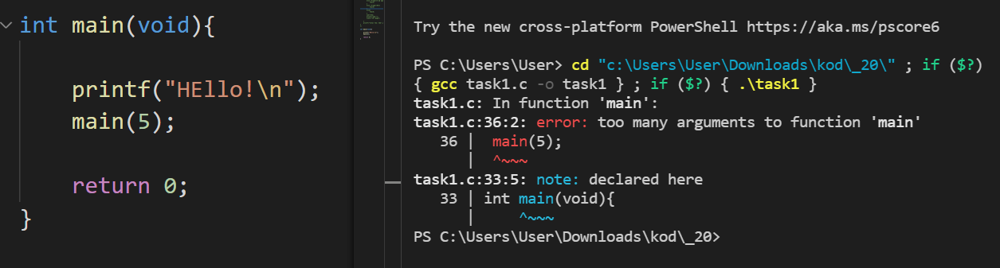 int main(void){
printf("HEllo!\n");
main(5);
return 0;
}
Try the new cross-platform PowerShell https://aka.ms/pscore6
PS C:\Users\User> cd "c:\Users\User\Downloads\kod\_20\" ; if ($?)
{ gcc task1.c -o task1 } ; if ($?) { .\task1 }
task1.c: In function 'main':
task1.c:36:2: error: too many arguments to function 'main'
36 |  main(5);
|  ^~~~
task1.c:33:5: note: declared here
33 | int main(void){
|     ^~~~
PS C:\Users\User\Downloads\kod\_20>